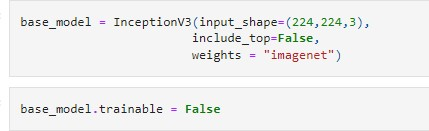 base_model = InceptionV3(input_shape=(224,224,3),
include_top=False,
weights = "imagenet")
base_model.trainable = False